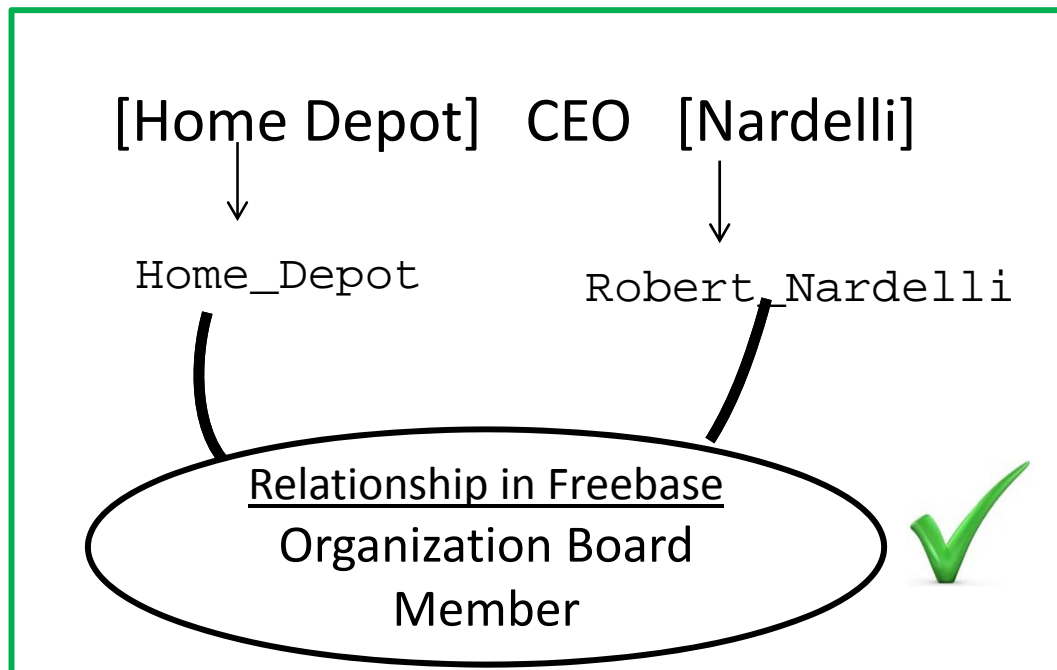 [Home Depot] CEO [Nardelli]
Home_Depot
Robert_Nardelli
Relationship in Freebase
Organization Board
Member